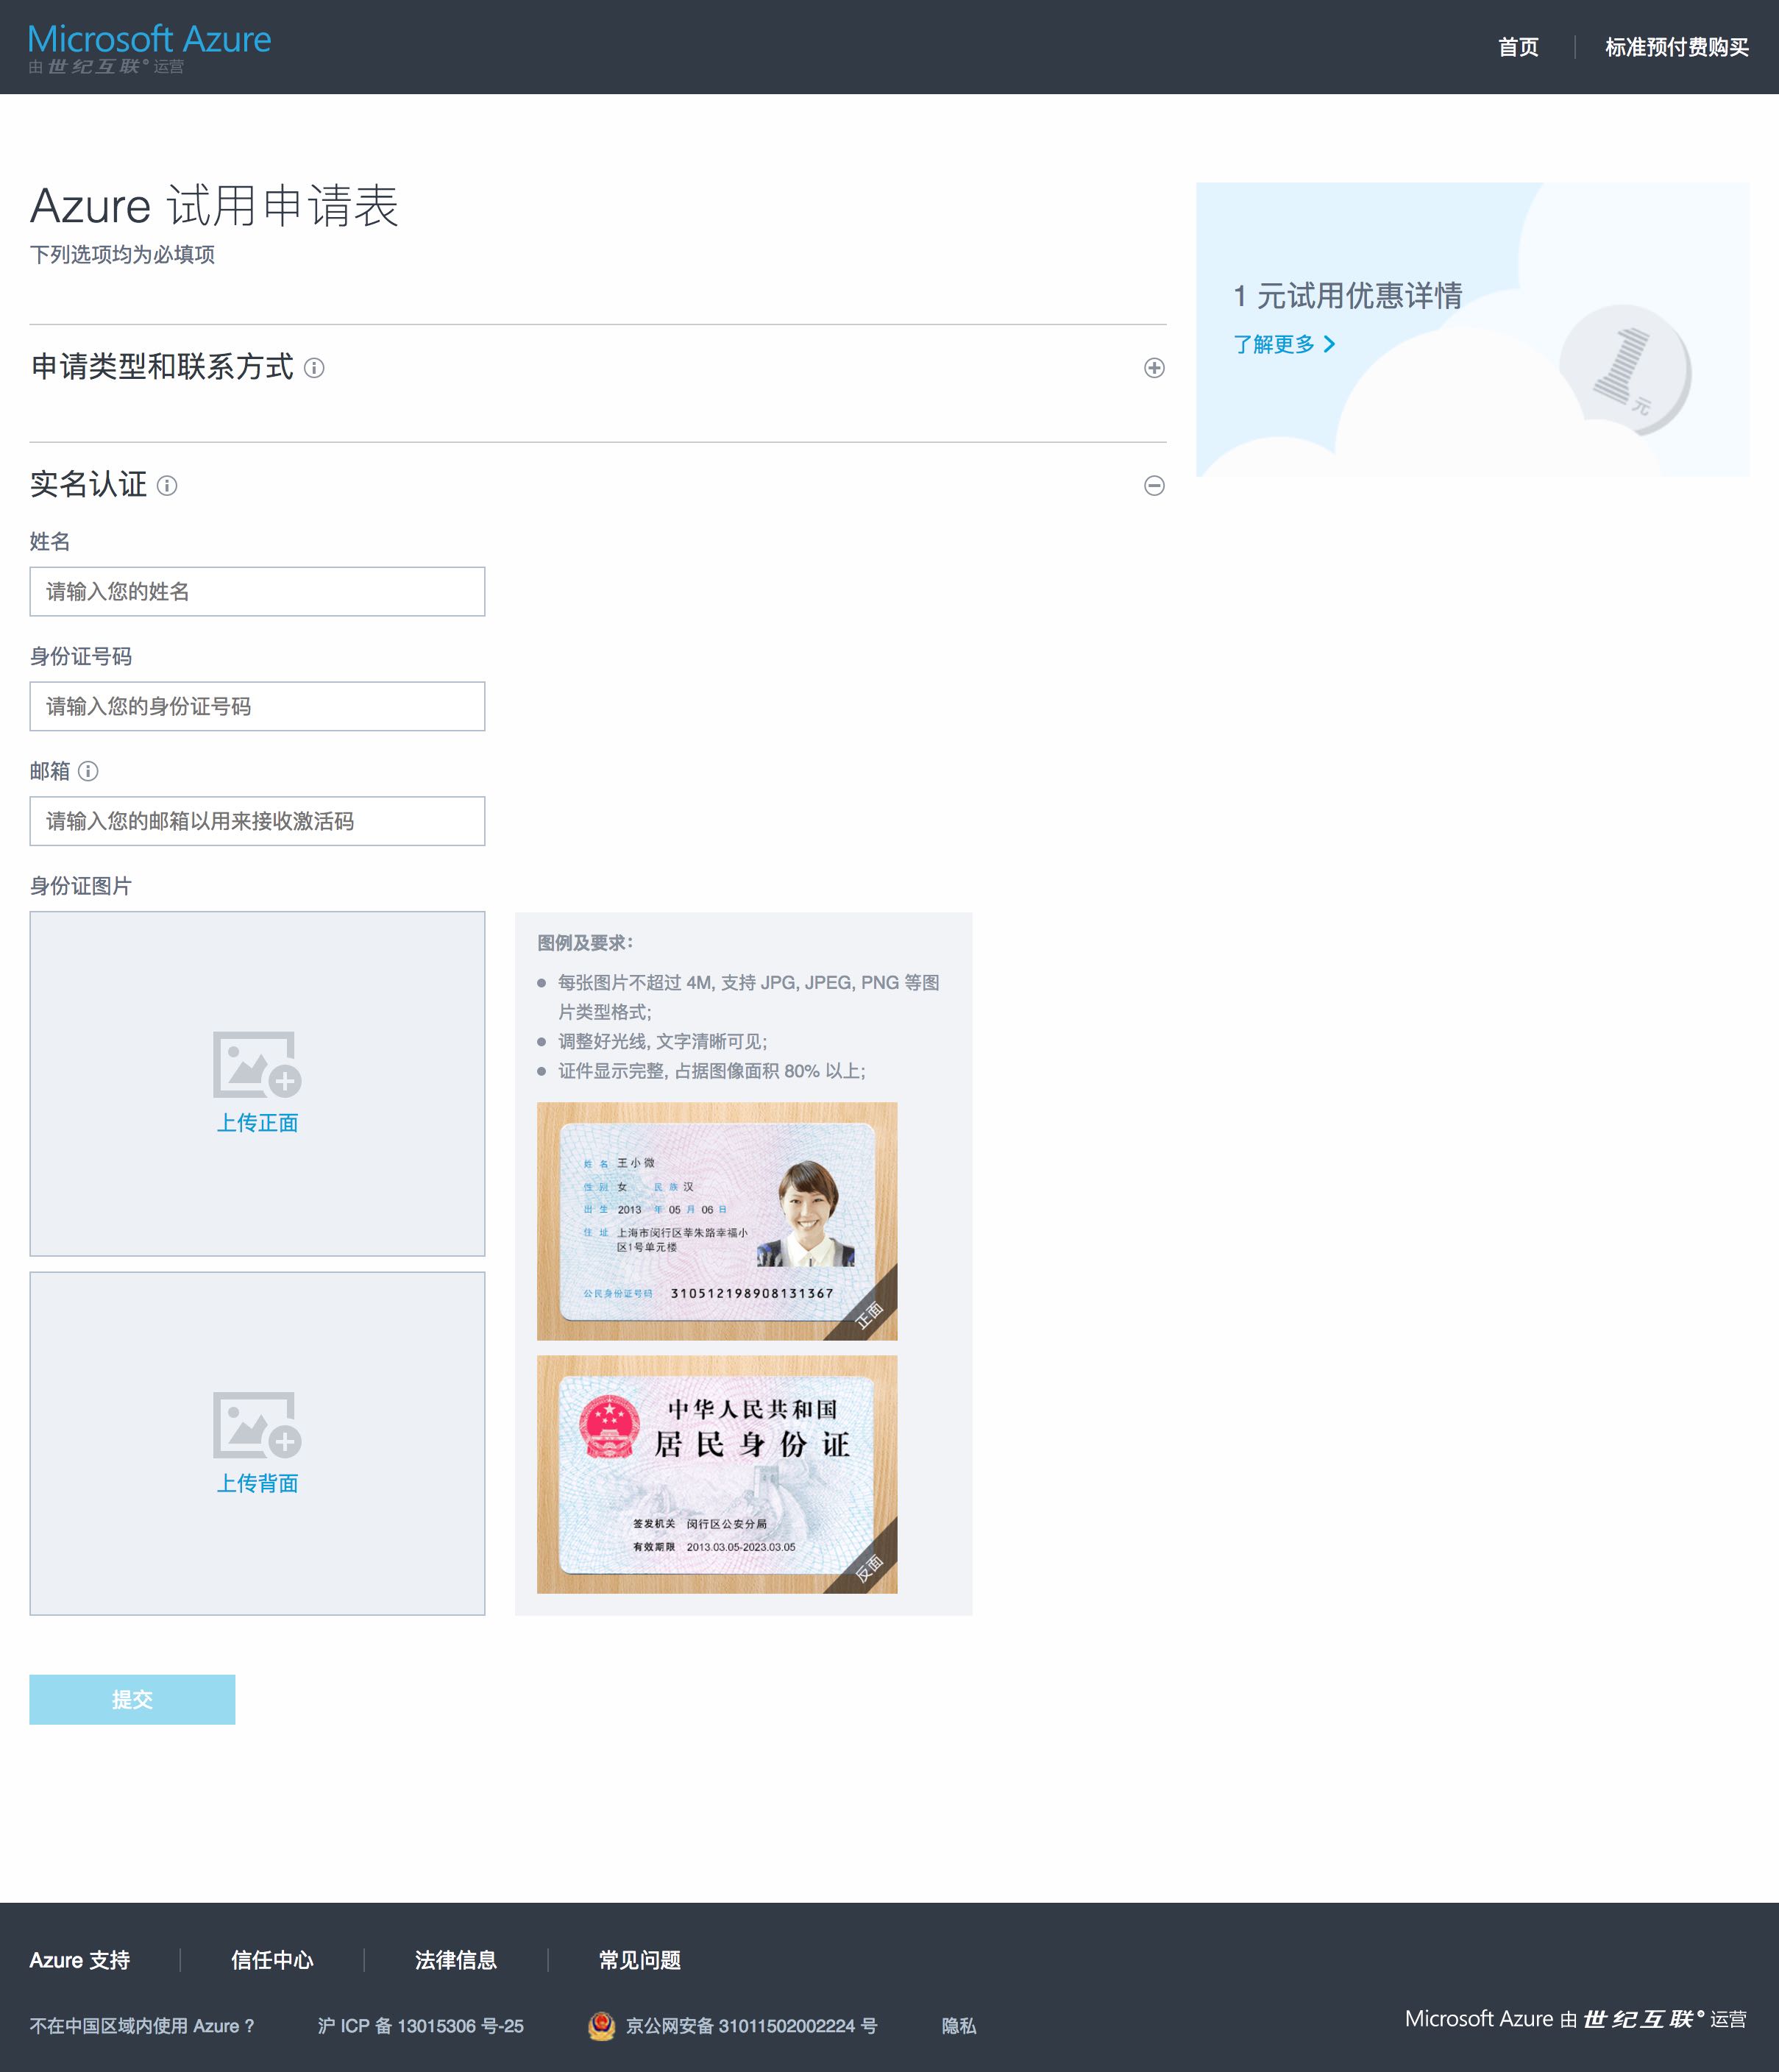 Microsoft Azure
由世纪互联运营
首页
标准预付费购买
Azure 试用申请表
下列选项均为必填项
1 元试用优惠详情
了解更多
1元
申请类型和联系方式
实名认证
姓名
请输入您的姓名
身份证号码
请输入您的身份证号码
邮箱
请输入您的邮箱以用来接收激活码
身份证图片
上传正面
上传背面
图例及要求：
每张图片不超过 4M, 支持 JPG, JPEG, PNG 等图
片类型格式;
调整好光线, 文字清晰可见;
证件显示完整, 占据图像面积 80% 以上;
姓名 王小微
性别 女 民族 汉
出生 2013 年 05 月 06 日
住址 上海市闵行区莘朱路幸福小
区1号单元楼
公民身份证号码 310512198908131367
正面
中华人民共和国
居民身份证
签发机关 闵行区公安分局
有效期限 2013.03.05-2023.03.05
反面
提交
Azure 支持
信任中心
法律信息
常见问题
不在中国区域内使用 Azure ?
沪 ICP 备 13015306 号-25
京公网安备 31011502002224 号
隐私
Microsoft Azure 由世纪互联运营